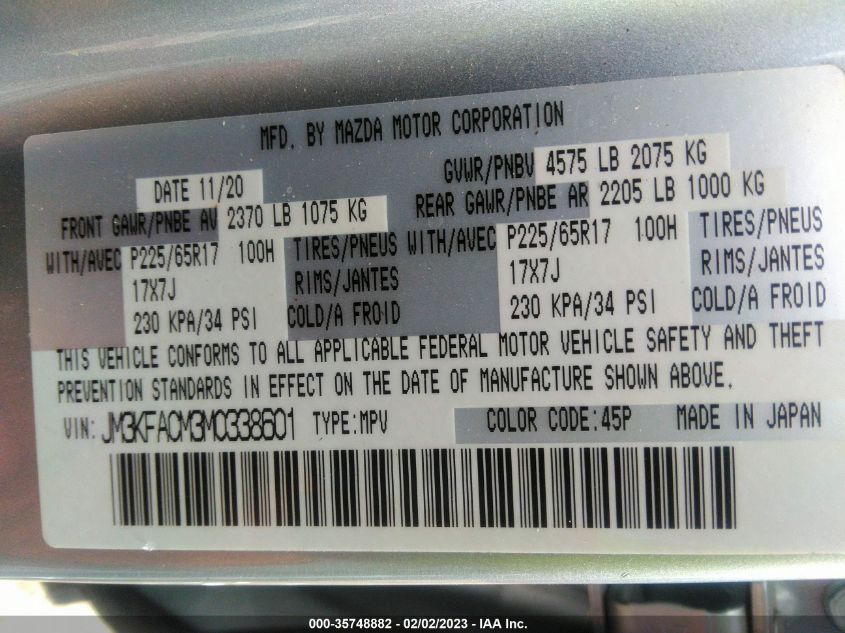 MFD. BY MAZDA MOTOR CORPORATION
DATE 11/20 GVWR/PNBV 4575 LB 2075 KG
FRONT GAWR/PNBE AV 2370 LB 1075 KG REAR GAWR/PNBE AR 2205 LB 1000 KG
WITH/AVEC P225/65R17 100H TIRES/PNEUS WITH/AVEC P225/65R17 100H TIRES/PNEUS
17X7J RIMS/JANTES 17X7J RIMS/JANTES
230 KPA/34 PSI COLD/A FROID 230 KPA/34 PSI COLD/A FROID
THIS VEHICLE CONFORMS TO ALL APPLICABLE FEDERAL MOTOR VEHICLE SAFETY AND THEFT
PREVENTION STANDARDS IN EFFECT ON THE DATE OF MANUFACTURE SHOWN ABOVE.
VIN: JM3KFACM3M0338601 TYPE:MPV COLOR CODE:45P MADE IN JAPAN
000-35748882 - 02/02/2023 - IAA Inc.